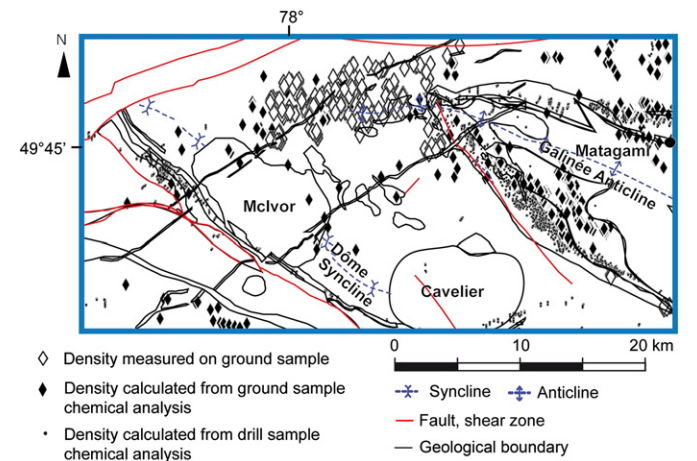 78°
N
49°45'
Matagami
Galinée Anticline
McIvor
Dôme
Syncline
Cavelier
Density measured on ground sample
Density calculated from ground sample
chemical analysis
Density calculated from drill sample
chemical analysis
0 10 20 km
Syncline Anticline
Fault, shear zone
Geological boundary